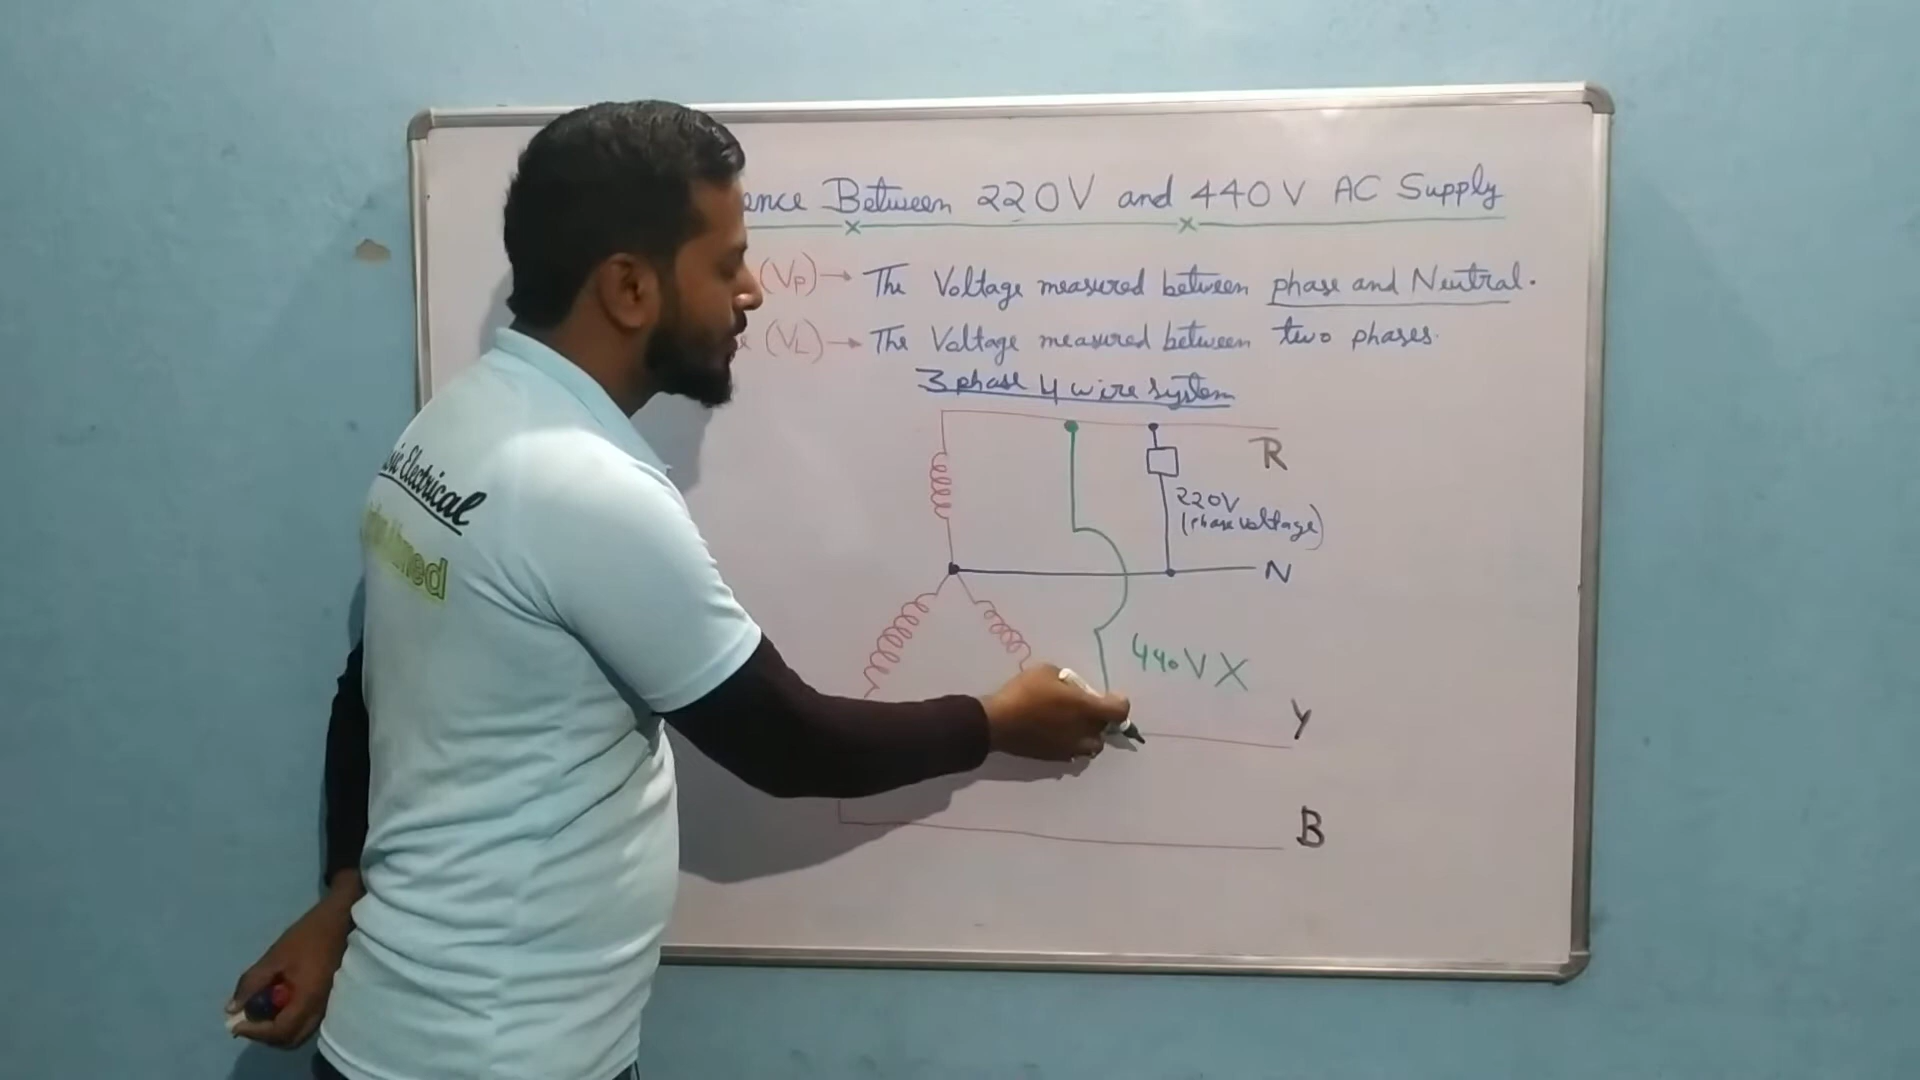 Between 220V and 440V AC Supply
(VP)→ The Voltage measured between phase and Neutral.
(VL)→ The Voltage measured between two phases.
3 phase 4 wire system
R
220V
(phase voltage)
N
440V X
Y
B
Electrical